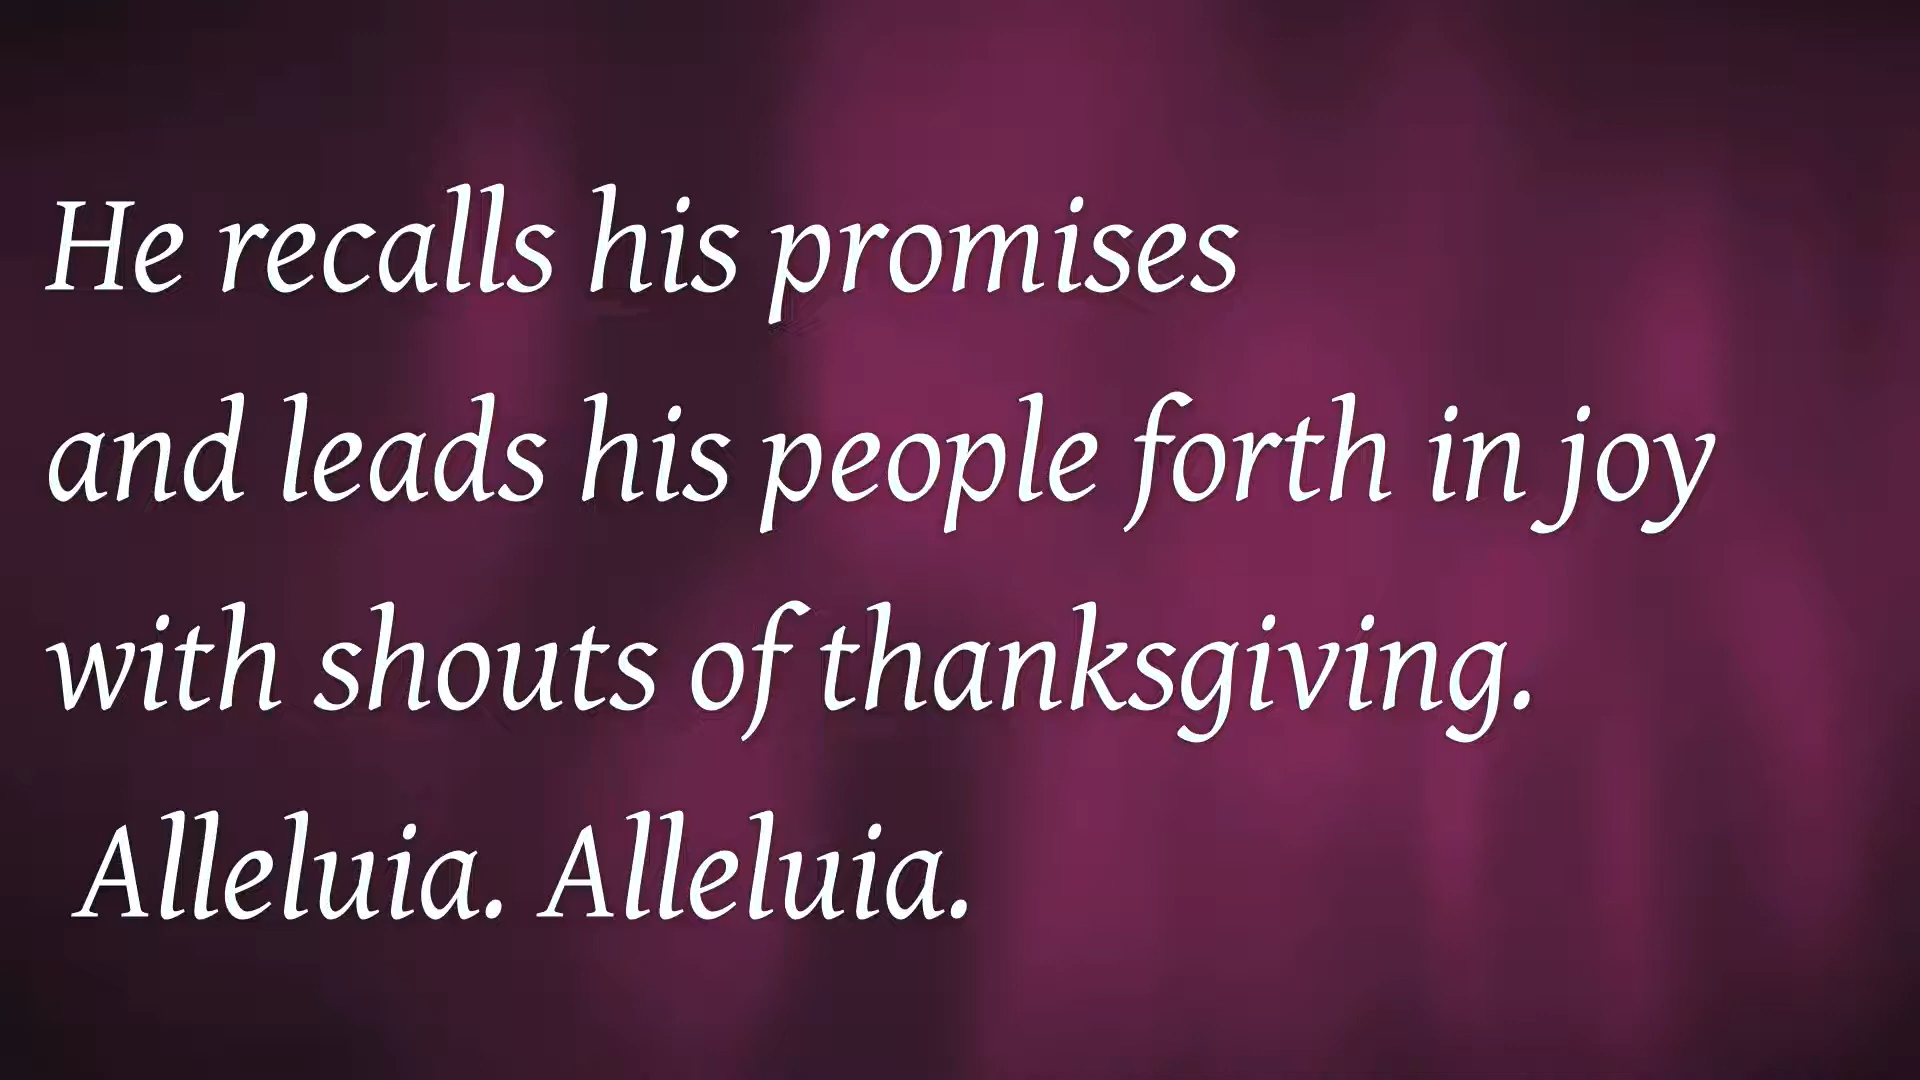 He recalls his promises
and leads his people forth in joy
with shouts of thanksgiving.
Alleluia. Alleluia.